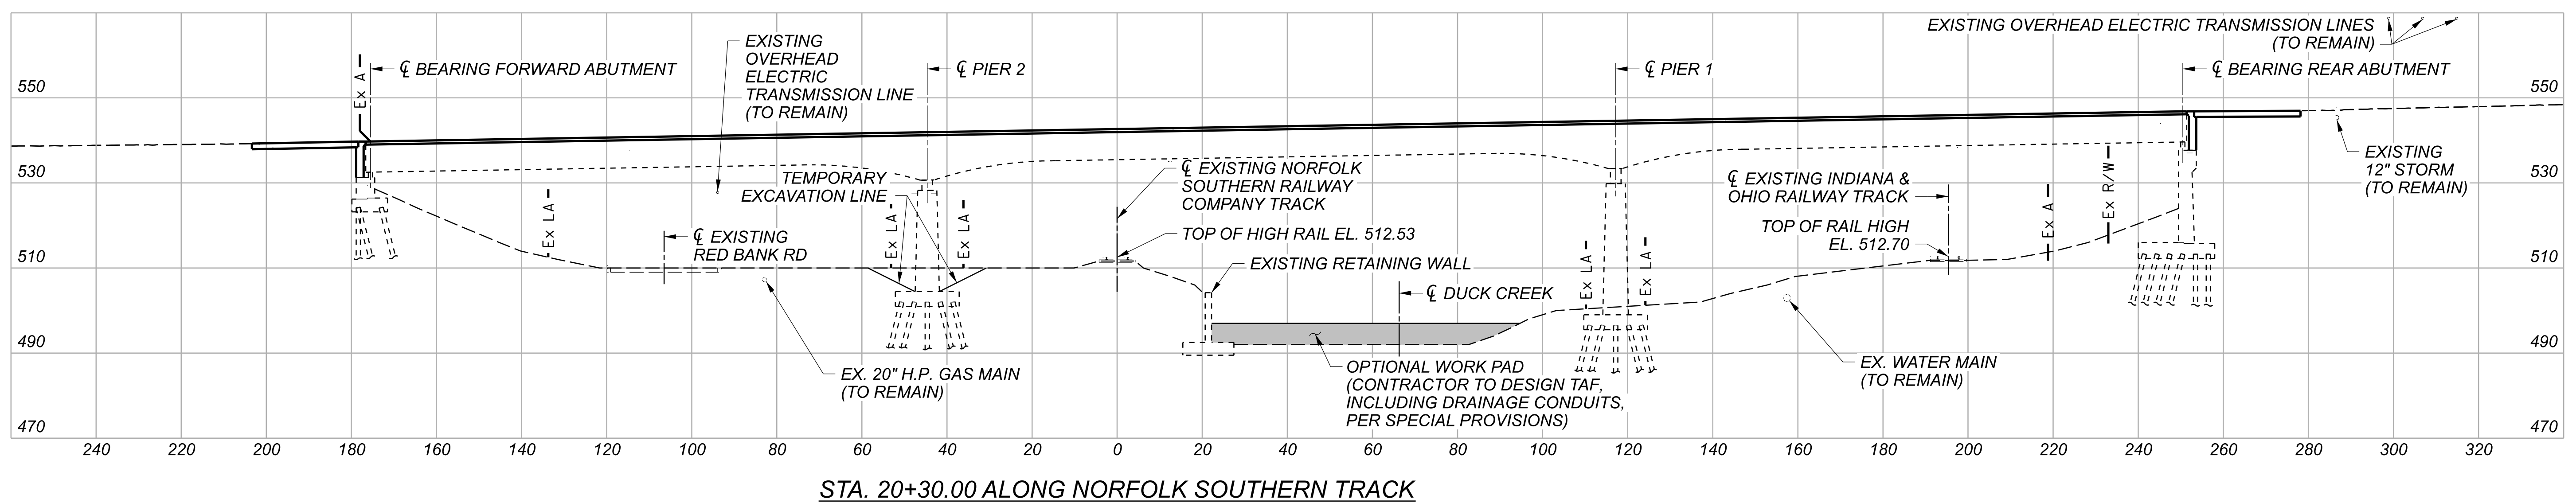 EXISTING OVERHEAD ELECTRIC TRANSMISSION LINES
(TO REMAIN)
Ex A
℄ BEARING FORWARD ABUTMENT
EXISTING
OVERHEAD
ELECTRIC
TRANSMISSION LINE
(TO REMAIN)
℄ PIER 2
℄ PIER 1
℄ BEARING REAR ABUTMENT
550
550
530
530
TEMPORARY
EXCAVATION LINE
℄ EXISTING NORFOLK
SOUTHERN RAILWAY
COMPANY TRACK
℄ EXISTING INDIANA &
OHIO RAILWAY TRACK
EXISTING
12" STORM
(TO REMAIN)
Ex LA
℄ EXISTING
RED BANK RD
Ex LA
Ex LA
TOP OF HIGH RAIL EL. 512.53
EXISTING RETAINING WALL
Ex LA
Ex LA
TOP OF RAIL HIGH
EL. 512.70
Ex A
Ex R/W
510
510
℄ DUCK CREEK
490
490
EX. 20" H.P. GAS MAIN
(TO REMAIN)
OPTIONAL WORK PAD
(CONTRACTOR TO DESIGN TAF,
INCLUDING DRAINAGE CONDUITS,
PER SPECIAL PROVISIONS)
EX. WATER MAIN
(TO REMAIN)
470
470
240 220 200 180 160 140 120 100 80 60 40 20 0 20 40 60 80 100 120 140 160 180 200 220 240 260 280 300 320
STA. 20+30.00 ALONG NORFOLK SOUTHERN TRACK